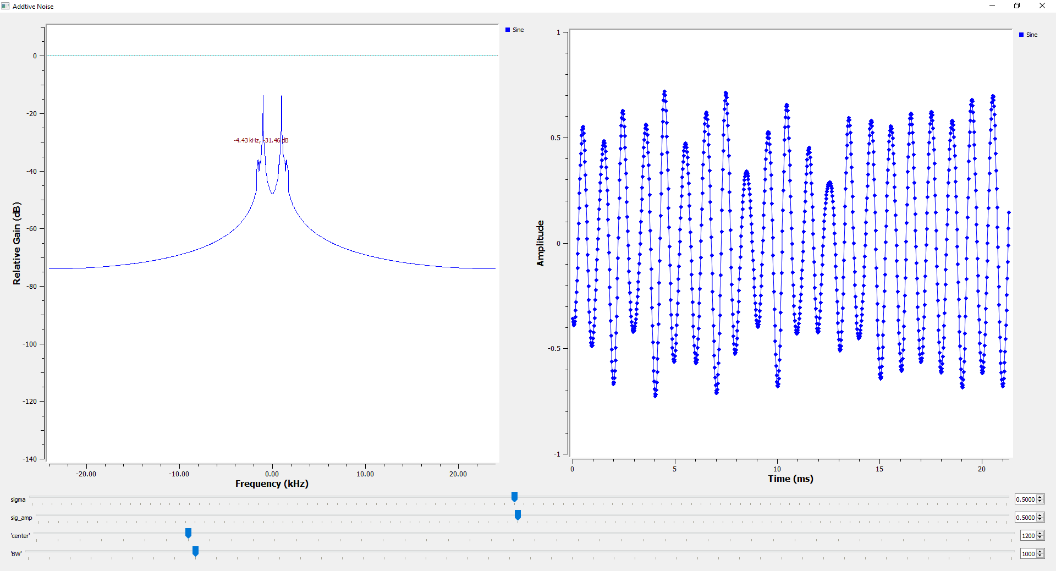 Additive Noise
Sine
0
-20
-40
-60
-80
-100
-120
-140
Relative Gain (dB)
-20.00
-10.00
0.00
10.00
20.00
Frequency (kHz)
Sine
1
0.5
0
-0.5
-1
Amplitude
0
5
10
15
20
Time (ms)
sigma
0.5000
sig_amp
0.5000
'center'
1200
'BW'
1000